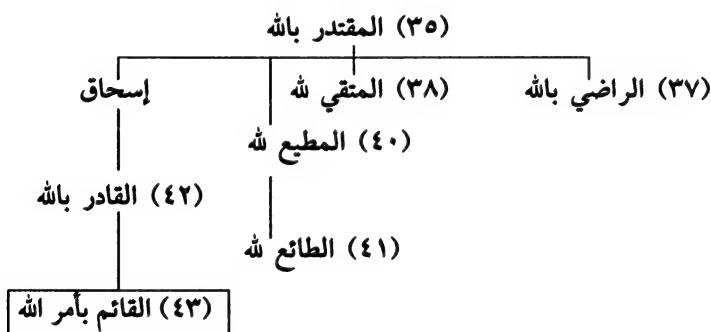 (٣٥) المقتدر بالله
(٣٧) الراضي بالله (٣٨) المتقي لله إسحاق
(٤٠) المطيع لله
(٤٢) القادر بالله
(٤١) الطائع لله
(٤٣) القائم بأمر الله